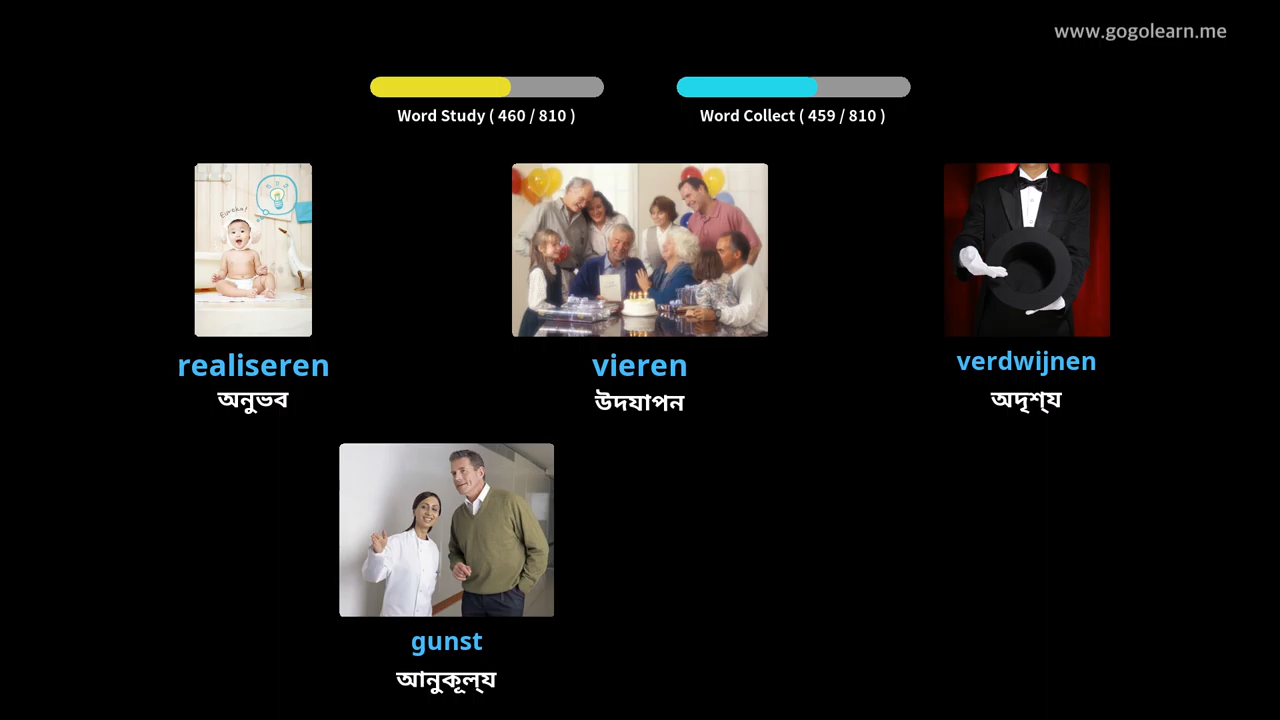 www.gogolearn.me
Word Study ( 460 / 810 )
Word Collect ( 459 / 810 )
Eureka!
realiseren
অনুভব
vieren
উদযাপন
verdwijnen
অদৃশ্য
gunst
আনুকূল্য